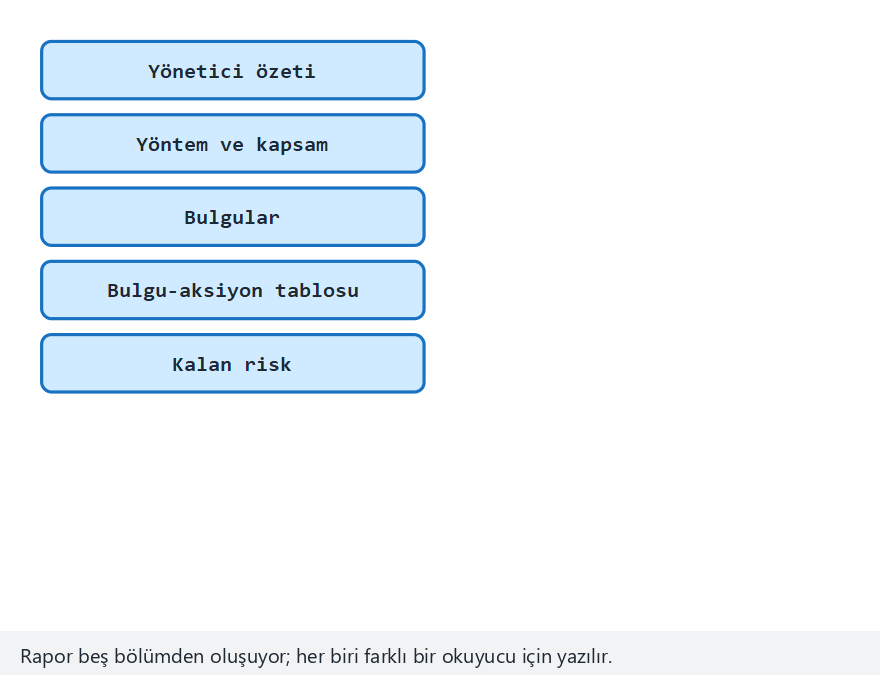 Yönetici özeti
Yöntem ve kapsam
Bulgular
Bulgu-aksiyon tablosu
Kalan risk
Rapor beş bölümden oluşuyor; her biri farklı bir okuyucu için yazılır.